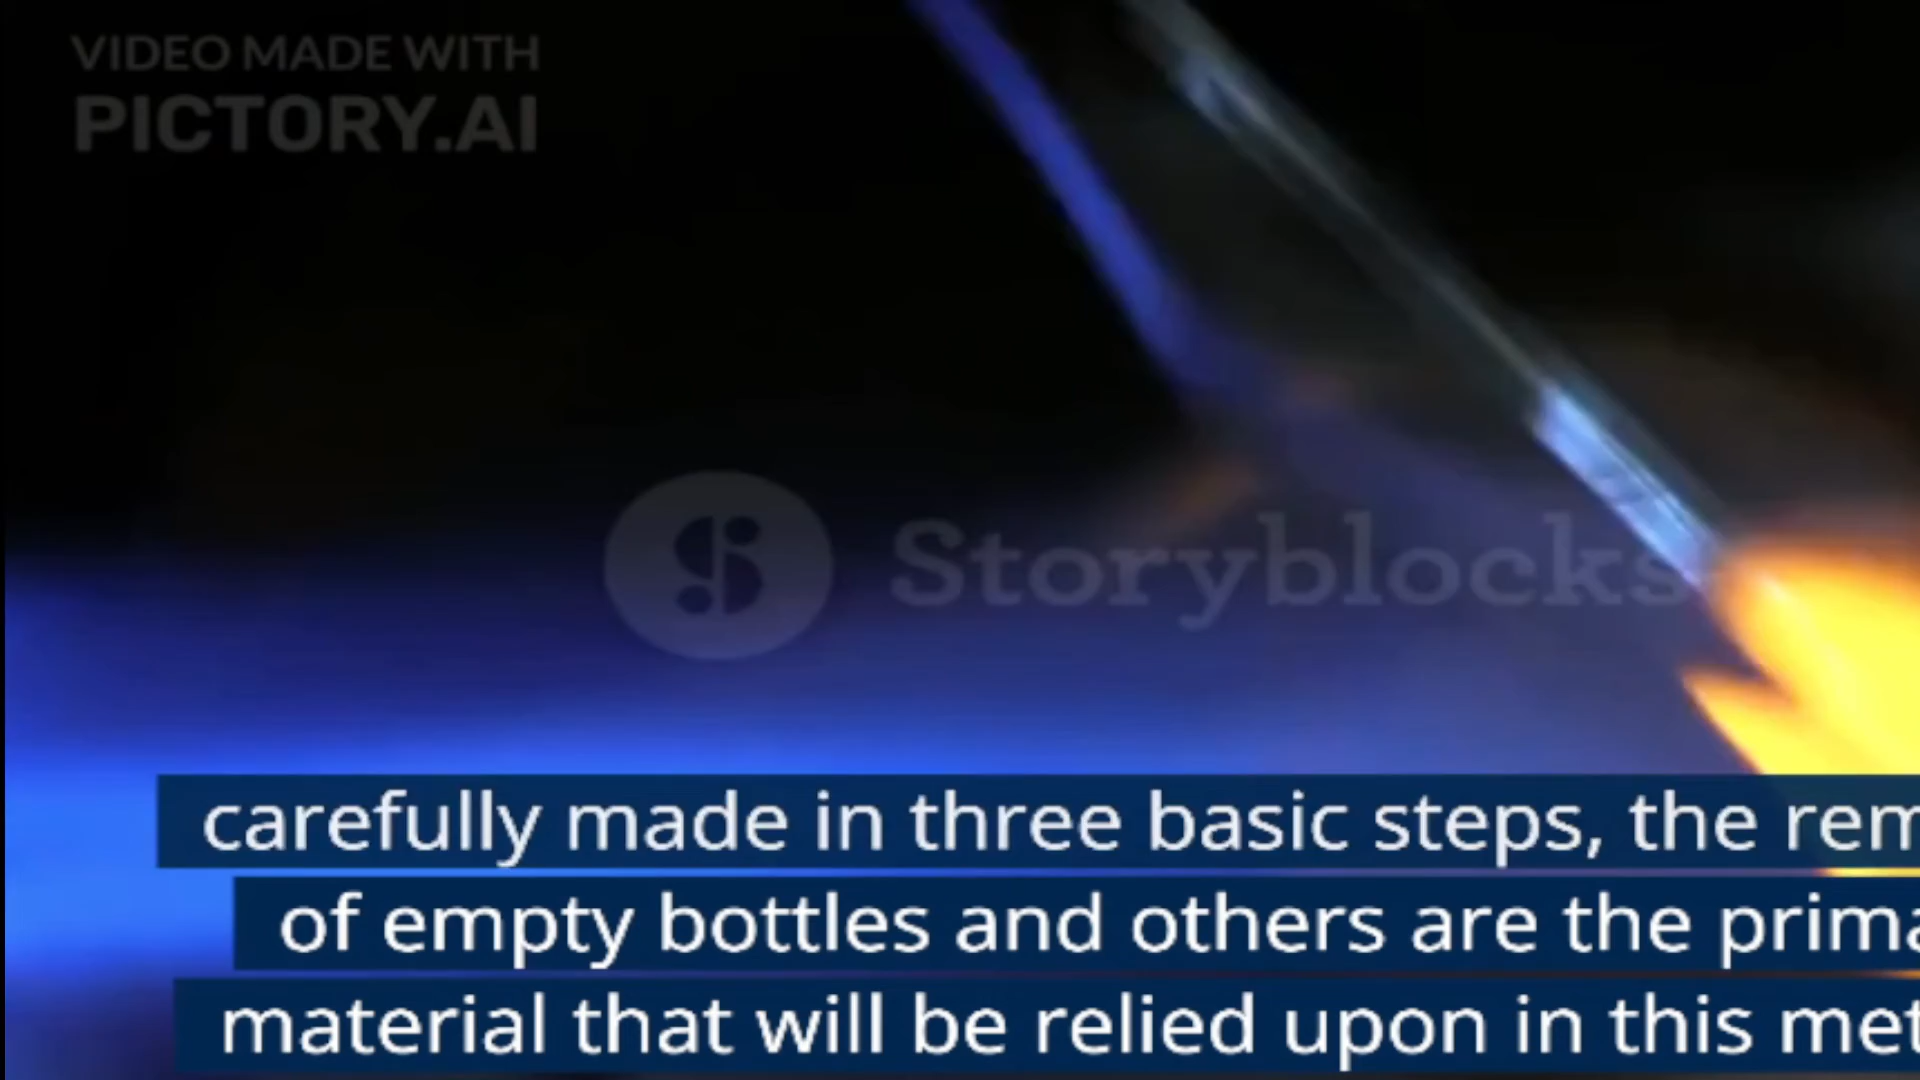 VIDEO MADE WITH
PICTORY.AI
Storyblocks
carefully made in three basic steps, the
of empty bottles and others are the
material that will be relied upon in this